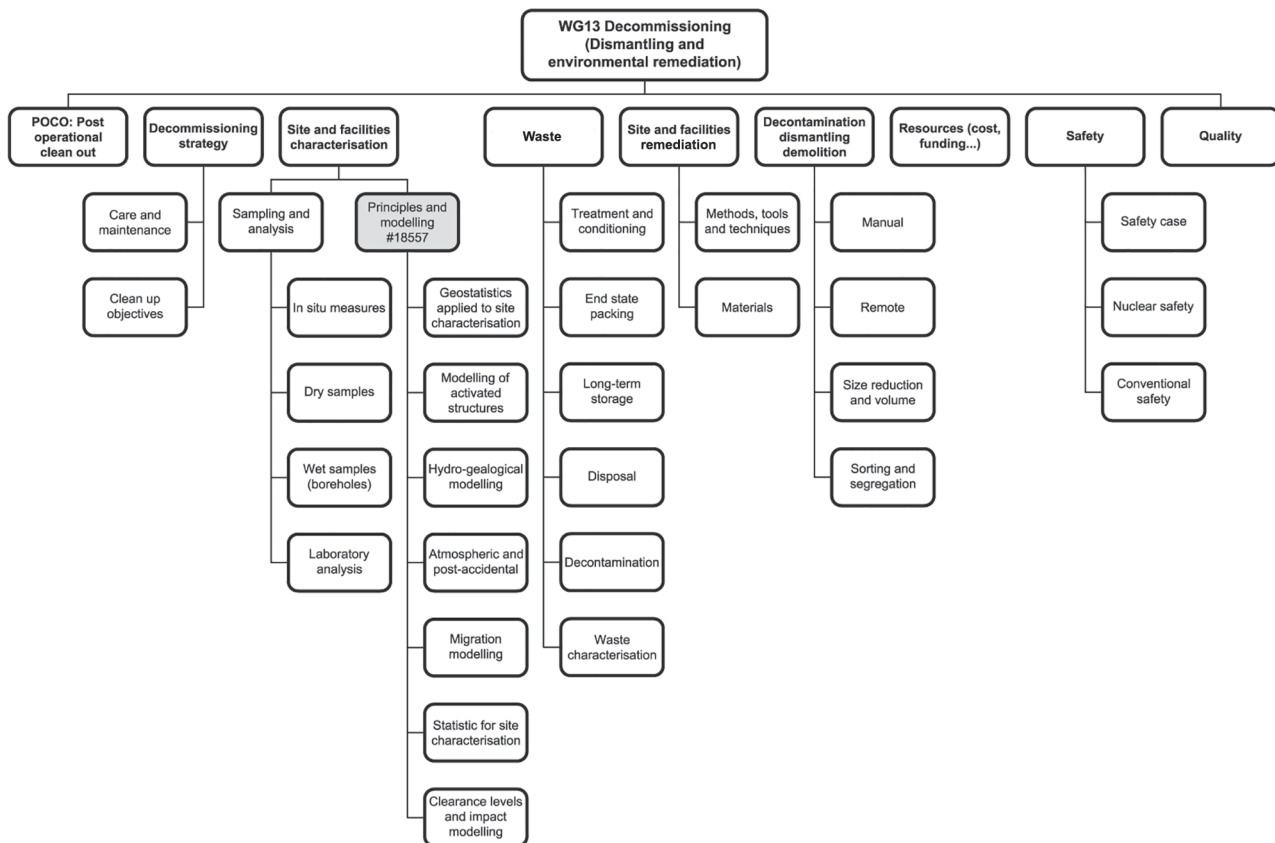 WG13 Decommissioning
(Dismantling and
environmental remediation)
POCO: Post
operational
clean out
Decommissioning
strategy
Site and facilities
characterisation
Waste
Site and facilities
remediation
Decontamination
dismantling
demolition
Resources (cost,
funding...)
Safety
Quality
Care and
maintenance
Clean up
objectives
Sampling and
analysis
In situ measures
Dry samples
Wet samples
(boreholes)
Laboratory
analysis
Principles and
modelling
#18557
Geostatistics
applied to site
characterisation
Modelling of
activated
structures
Hydro-gealogical
modelling
Atmospheric and
post-accidental
Migration
modelling
Statistic for site
characterisation
Clearance levels
and impact
modelling
Treatment and
conditioning
End state
packing
Long-term
storage
Disposal
Decontamination
Waste
characterisation
Methods, tools
and techniques
Materials
Manual
Remote
Size reduction
and volume
Sorting and
segregation
Safety case
Nuclear safety
Conventional
safety